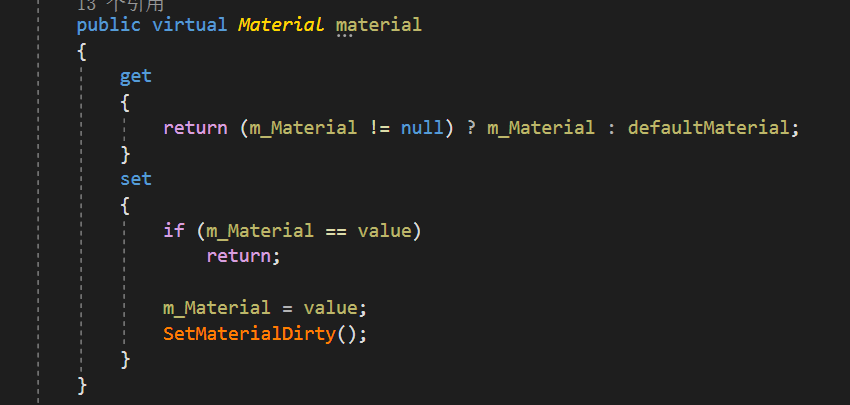 13 个引用
public virtual Material material
{
get
{
return (m_Material != null) ? m_Material : defaultMaterial;
}
set
{
if (m_Material == value)
return;
m_Material = value;
SetMaterialDirty();
}
}